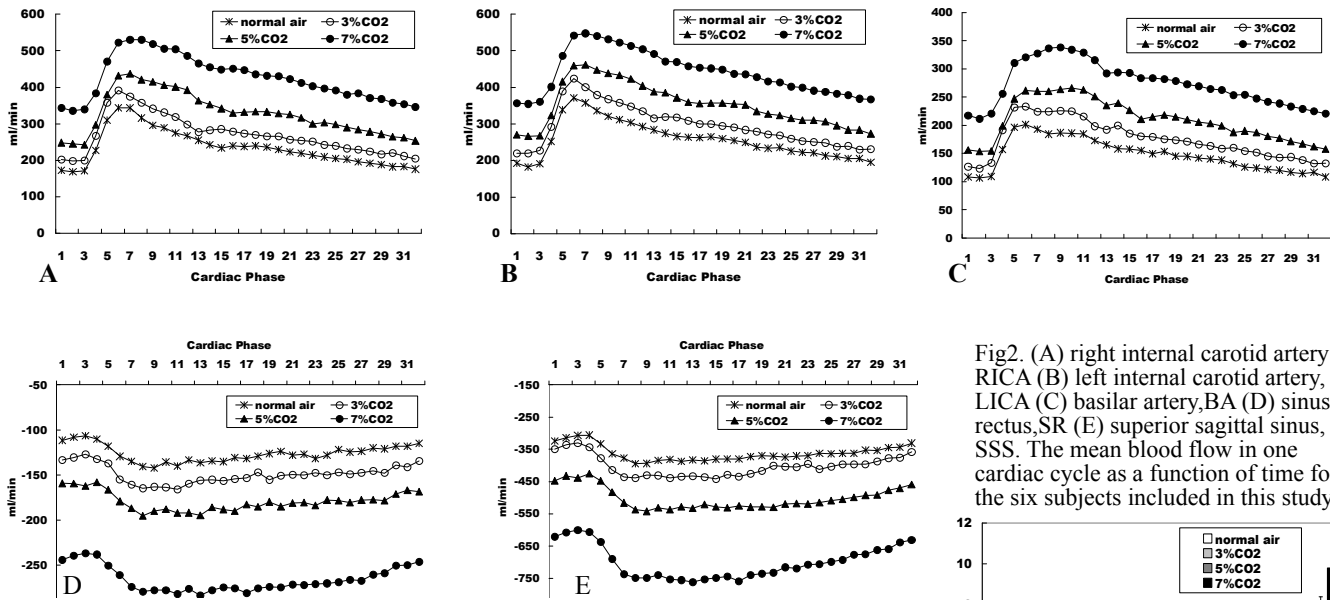 600
500
400
300
200
100
0
ml/min
normal air 3%CO2
5%CO2 7%CO2
1 3 5 7 9 11 13 15 17 19 21 23 25 27 29 31
Cardiac Phase
A
600
500
400
300
200
100
0
ml/min
normal air 3%CO2
5%CO2 7%CO2
1 3 5 7 9 11 13 15 17 19 21 23 25 27 29 31
Cardiac Phase
B
400
350
300
250
200
150
100
50
0
ml/min
normal air 3%CO2
5%CO2 7%CO2
1 3 5 7 9 11 13 15 17 19 21 23 25 27 29 31
Cardiac Phase
C
Cardiac Phase
1 3 5 7 9 11 13 15 17 19 21 23 25 27 29 31
-50
-100
-150
-200
-250
ml/min
normal air 3%CO2
5%CO2 7%CO2
D
Cardiac Phase
1 3 5 7 9 11 13 15 17 19 21 23 25 27 29 31
-150
-250
-350
-450
-550
-650
-750
ml/min
normal air 3%CO2
5%CO2 7%CO2
E
Fig2. (A) right internal carotid artery
RICA (B) left internal carotid artery,
LICA (C) basilar artery,BA (D) sinus
rectus,SR (E) superior sagittal sinus,
SSS. The mean blood flow in one
cardiac cycle as a function of time fo
the six subjects included in this study
12
10
normal air
3%CO2
5%CO2
7%CO2